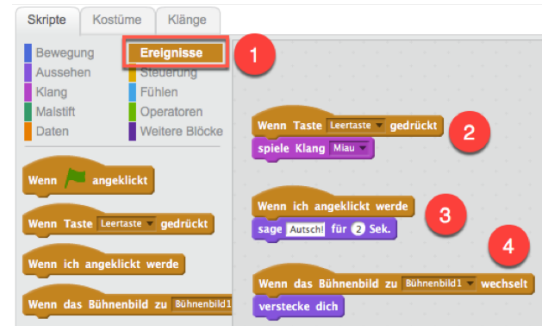 Skripte Kostüme Klänge
Bewegung Ereignisse 1
Aussehen Steuerung
Klang Fühlen
Malstift Operatoren
Daten Weitere Blöcke
Wenn angeklickt
Wenn Taste Leertaste gedrückt
Wenn ich angeklickt werde
Wenn das Bühnenbild zu Bühnenbild1
Wenn Taste Leertaste gedrückt 2
spiele Klang Miau
Wenn ich angeklickt werde 3
sage Autsch! für 2 Sek.
4
Wenn das Bühnenbild zu Bühnenbild1 wechselt
verstecke dich